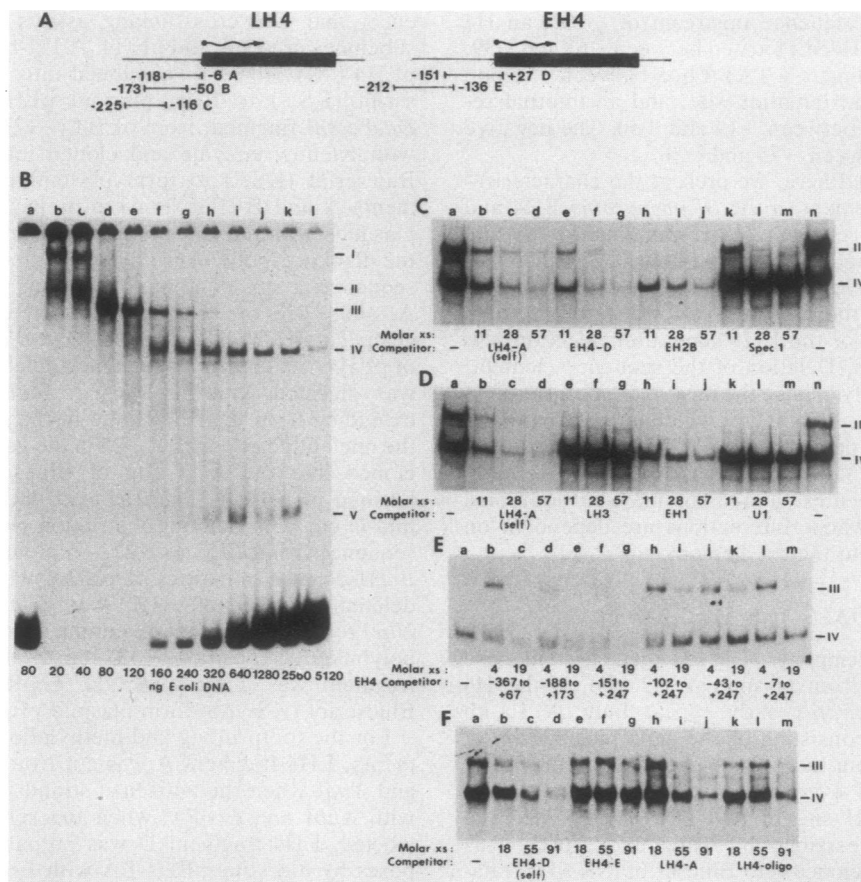 A LH4 EH4
-118 -6 A
-173 -50 B
-225 -116 C
151 +27 D
-212 -136 E
B
a b c d e f g h i j k l
I
II
III
IV
V
80 20 40 80 120 160 240 320 640 1280 25b0 5120
ng E coli DNA
C
a b c d e f g h i j k l m n
II
IV
Molar xs: 11 28 57 11 28 57 11 28 57 11 28 57
Competitor: – LH4-A EH4-D EH2B Spec 1 –
(self)
D
a b c d e f g h i j k l m n
II
IV
Molar xs: 11 28 57 11 28 57 11 28 57 11 28 57
Competitor: – LH4-A LH3 EH1 U1 –
(self)
E
a b c d e f g h i j k l m
III
IV
Molar xs 4 19 4 19 4 19 4 19 4 19 4 19
EH4 Competitor – -367 to -188 to -151 to -102 to -43 to -7 to
+67 +173 +247 +247 +247 +247
F
a b c d e f g h i j k l m
III
IV
Molar xs 18 55 91 18 55 91 18 55 91 18 55 91
Competitor: – EH4-D EH4-E LH4-A LH4-oligo
(self)